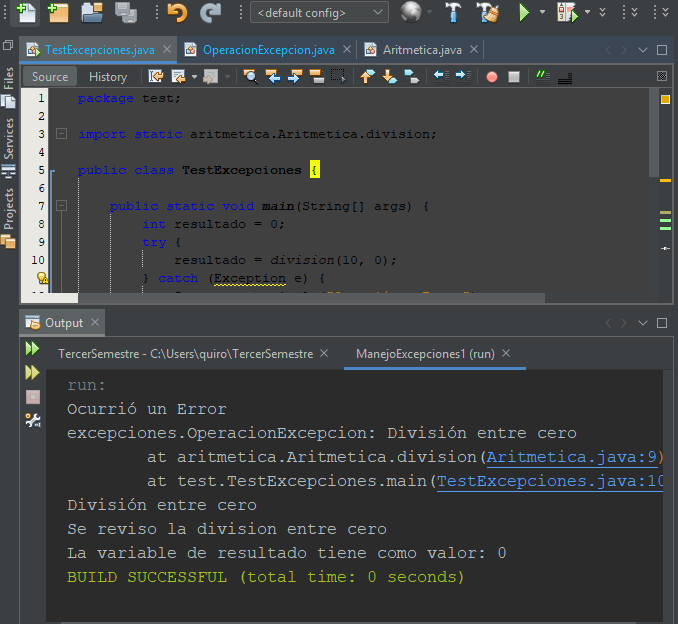 <default config>
TestExcepciones.java
OperacionExcepcion.java
Aritmetica.java
Source
History
Files
Services
Projects
1 package test;
2
3 import static aritmetica.Aritmetica.division;
4
5 public class TestExcepciones {
6
7 public static void main(String[] args) {
8 int resultado = 0;
9 try {
10 resultado = division(10, 0);
} catch (Exception e) {
Output
TercerSemestre - C:\Users\quiro\TercerSemestre
ManejoExcepciones1 (run)
run:
Ocurrió un Error
excepciones.OperacionExcepcion: División entre cero
at aritmetica.Aritmetica.division(Aritmetica.java:9)
at test.TestExcepciones.main(TestExcepciones.java:10
División entre cero
Se reviso la division entre cero
La variable de resultado tiene como valor: 0
BUILD SUCCESSFUL (total time: 0 seconds)